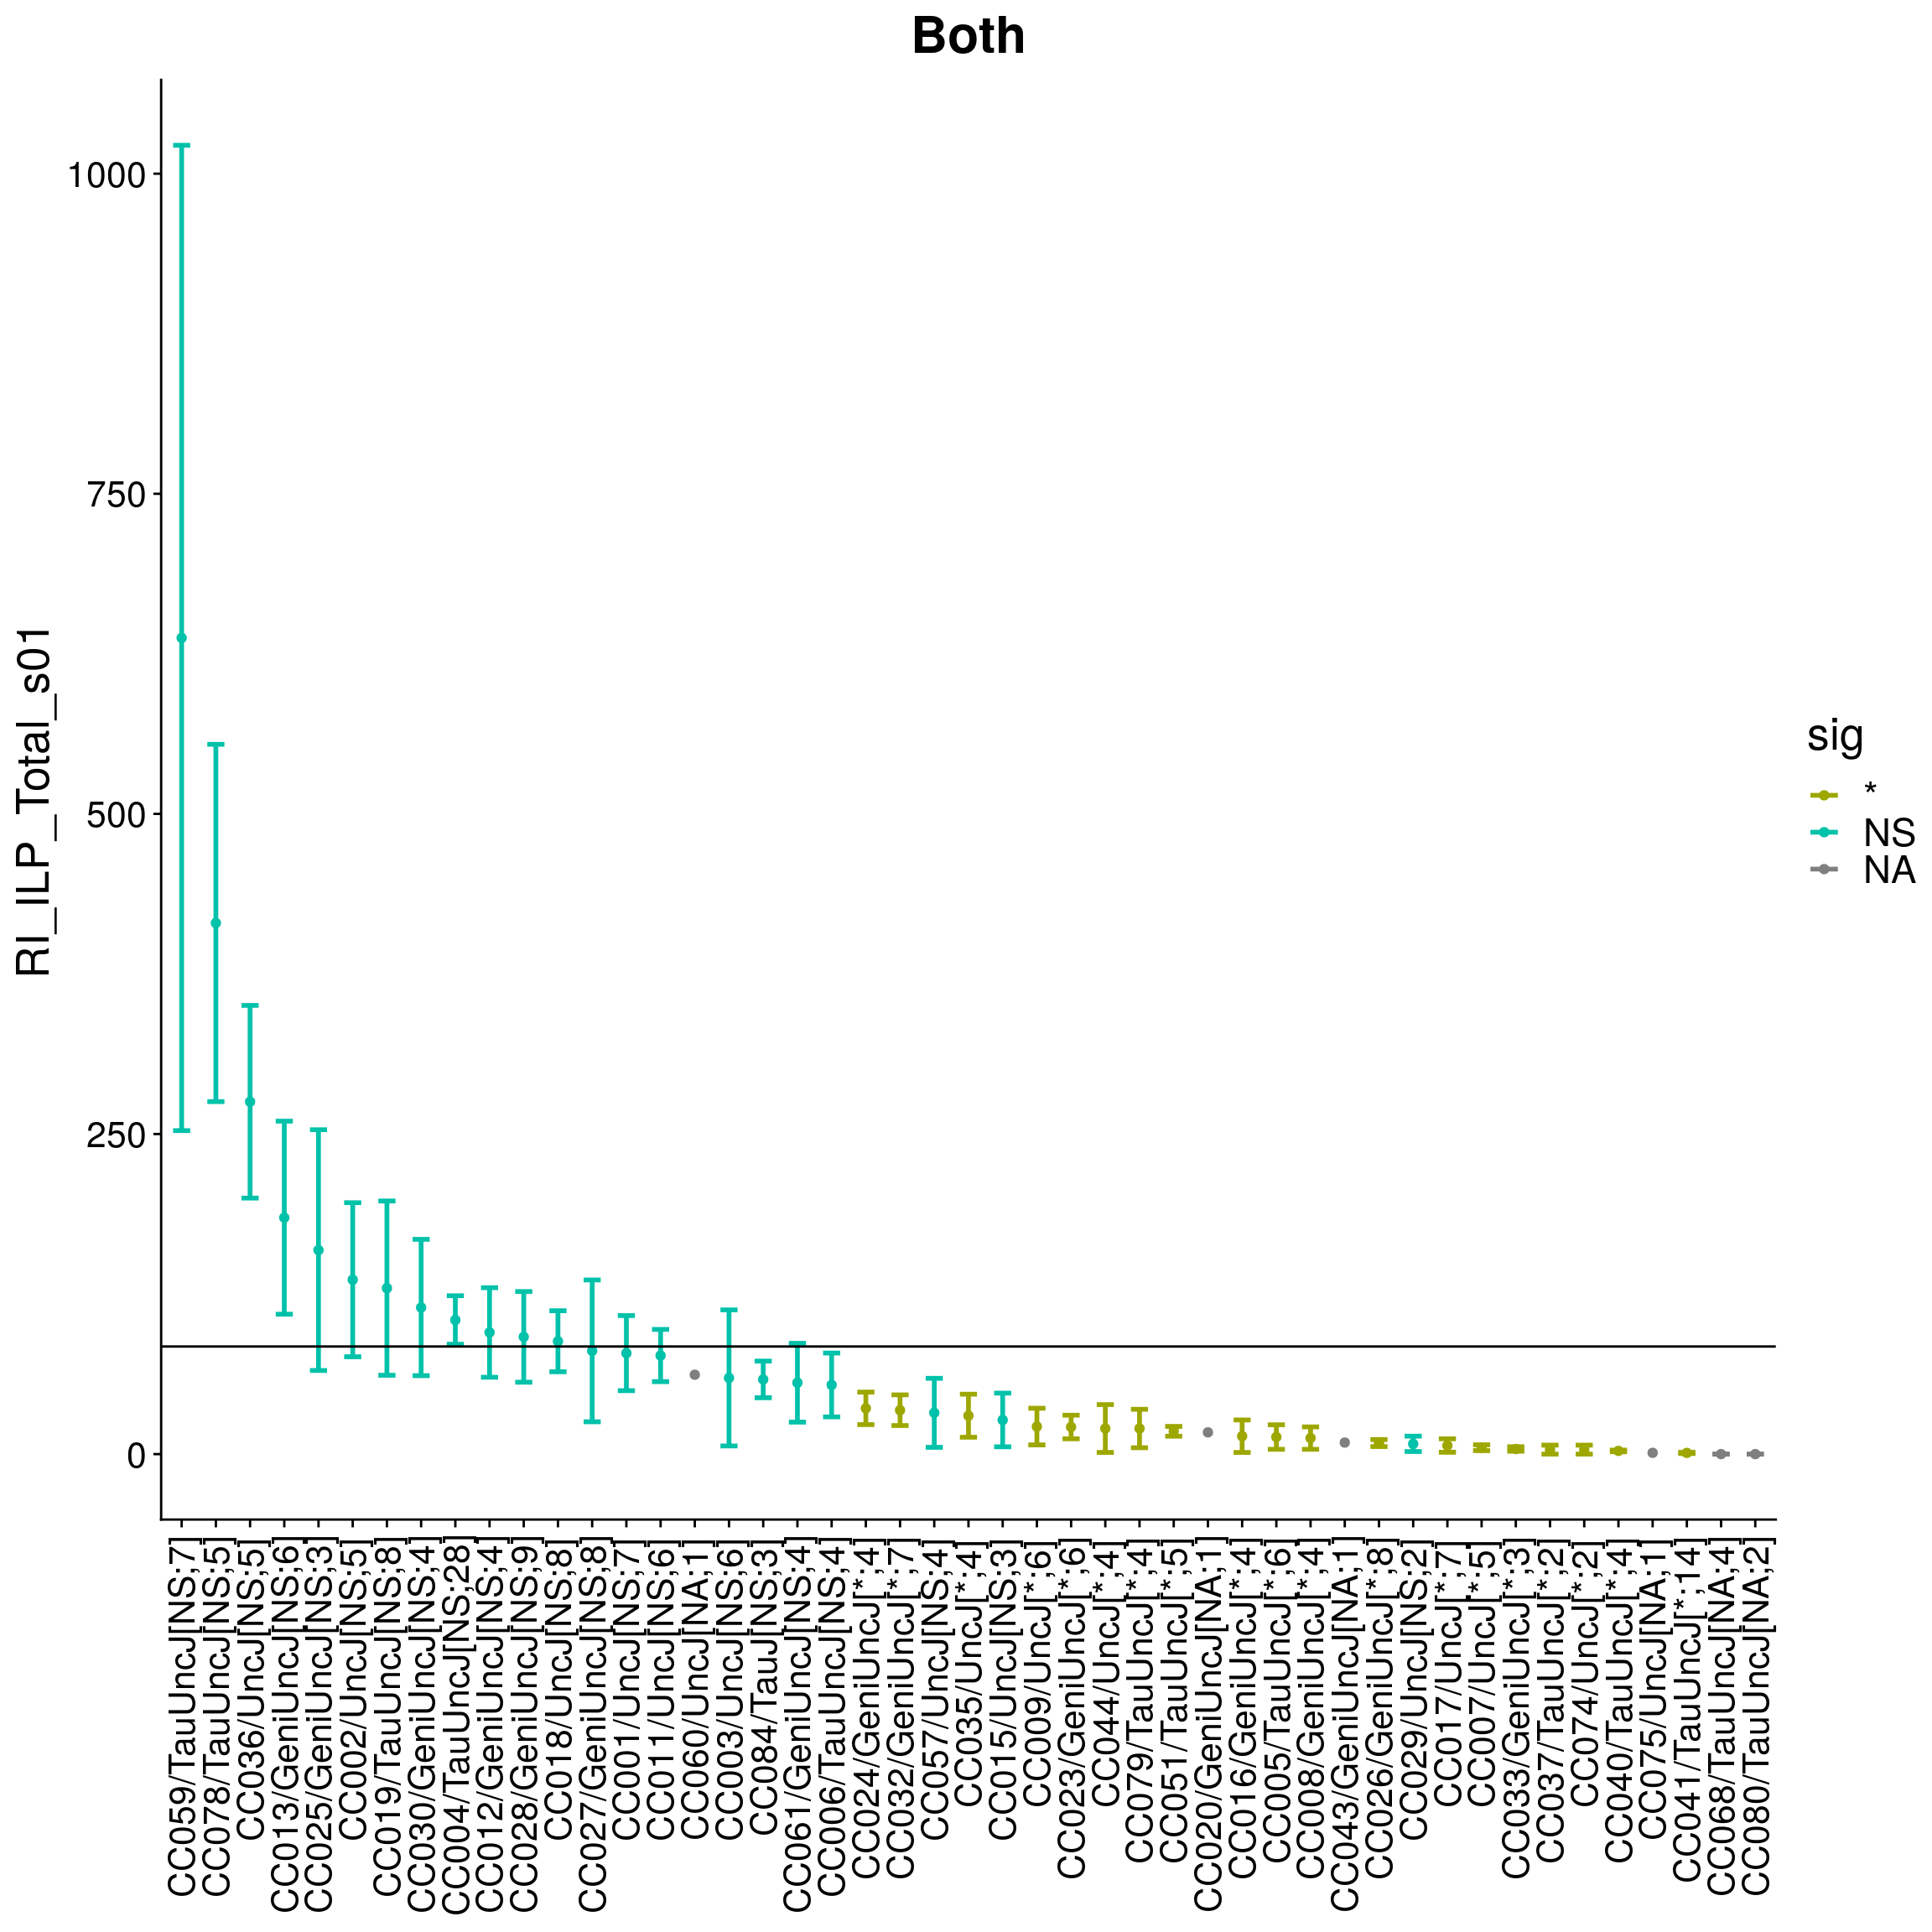 Both
RI_ILP_Total_s01
1000
750
500
250
0
sig
*
NS
NA
CC059/TauUncJ[NS;7]
CC078/TauUncJ[NS;5]
CC036/UncJ[NS;5]
CC013/GeniUncJ[NS;6]
CC025/GeniUncJ[NS;3]
CC002/UncJ[NS;5]
CC019/TauUncJ[NS;8]
CC030/GeniUncJ[NS;4]
CC004/TauUncJ[NS;28]
CC012/GeniUncJ[NS;4]
CC028/GeniUncJ[NS;9]
CC018/UncJ[NS;8]
CC027/GeniUncJ[NS;8]
CC001/UncJ[NS;7]
CC011/UncJ[NS;6]
CC060/UncJ[NA;1]
CC003/UncJ[NS;6]
CC084/TauJ[NS;3]
CC061/GeniUncJ[NS;4]
CC006/TauUncJ[NS;4]
CC024/GeniUncJ[*;4]
CC032/GeniUncJ[*;7]
CC057/UncJ[NS;4]
CC035/UncJ[*;4]
CC015/UncJ[NS;3]
CC009/UncJ[*;6]
CC023/GeniUncJ[*;6]
CC044/UncJ[*;4]
CC079/TauUncJ[*;4]
CC051/TauUncJ[*;5]
CC020/GeniUncJ[NA;1]
CC016/GeniUncJ[*;4]
CC005/TauUncJ[*;6]
CC008/GeniUncJ[*;4]
CC043/GeniUncJ[NA;1]
CC026/GeniUncJ[*;8]
CC029/UncJ[NS;2]
CC017/UncJ[*;7]
CC007/UncJ[*;5]
CC033/GeniUncJ[*;3]
CC037/TauUncJ[*;2]
CC074/UncJ[*;2]
CC040/TauUncJ[*;4]
CC075/UncJ[NA;1]
CC041/TauUncJ[*;14]
CC068/TauUncJ[NA;4]
CC080/TauUncJ[NA;2]